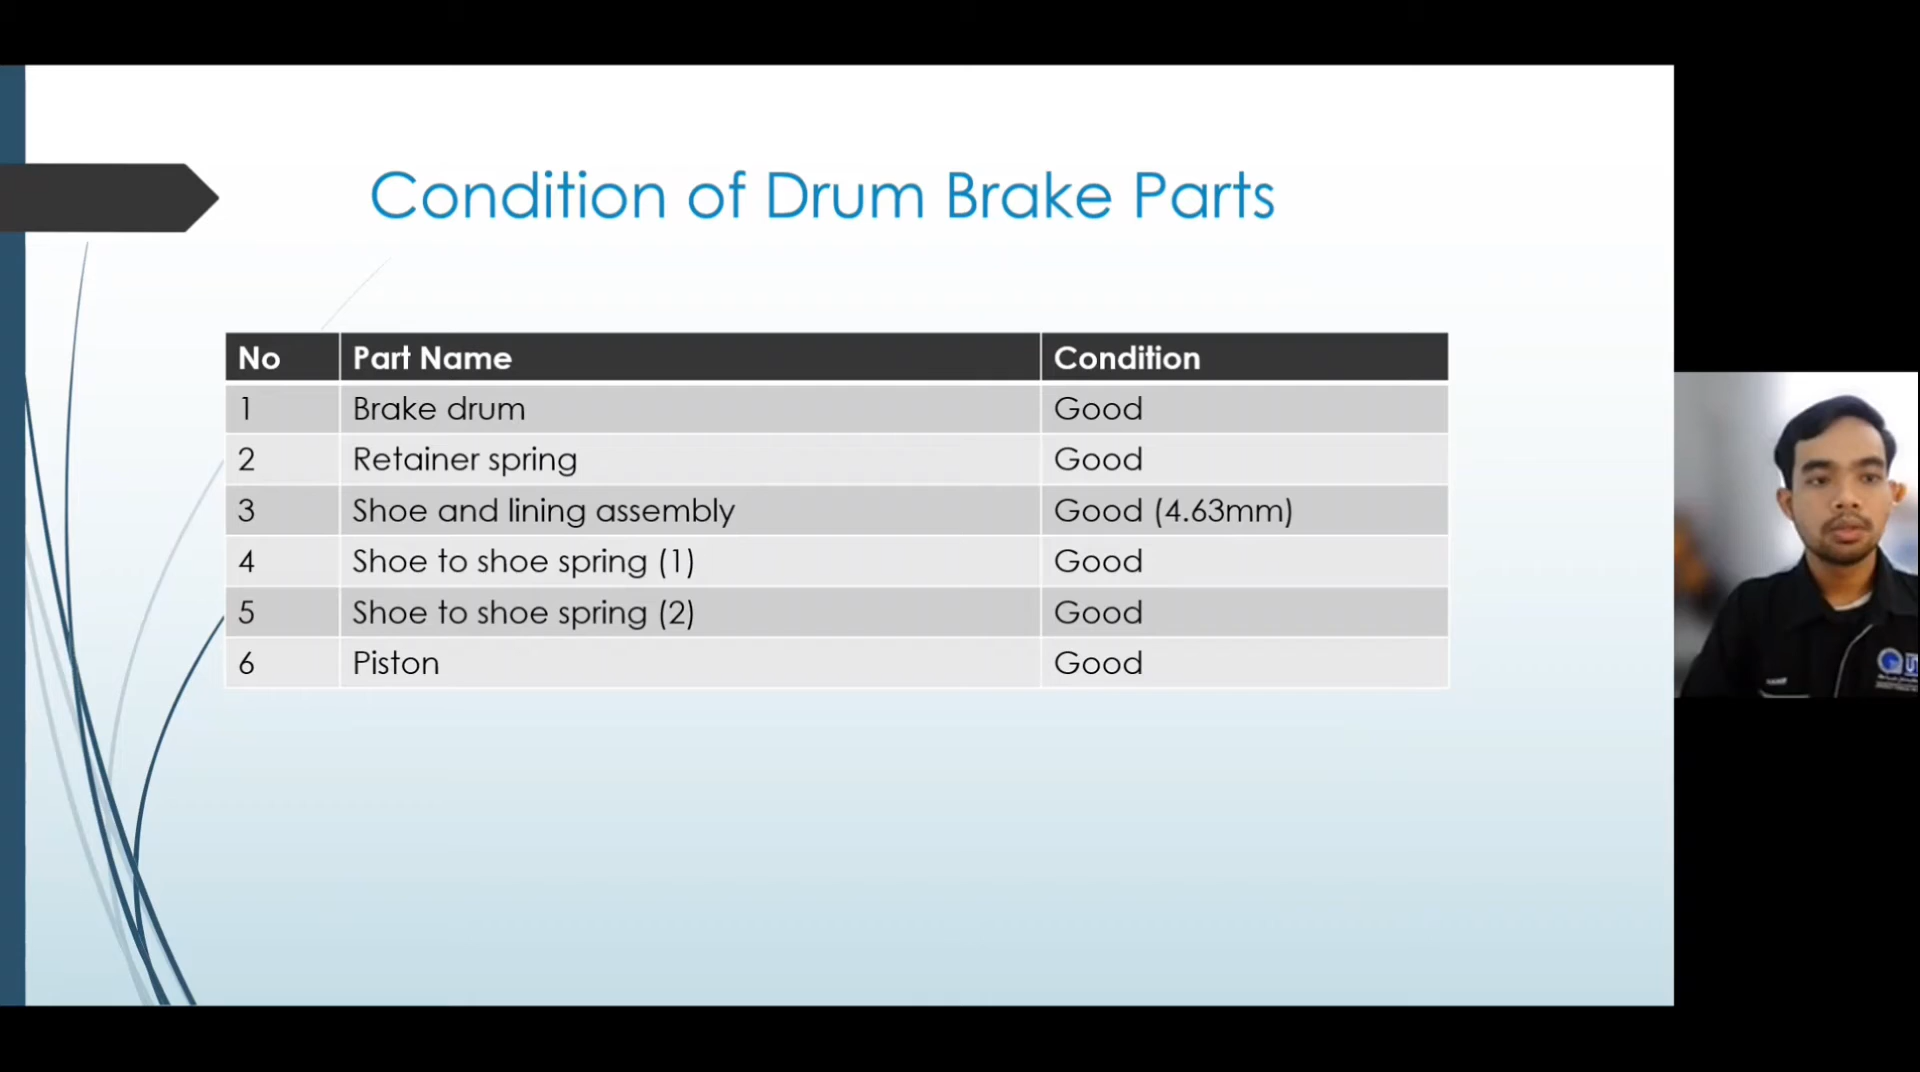 Condition of Drum Brake Parts
No Part Name Condition
1 Brake drum Good
2 Retainer spring Good
3 Shoe and lining assembly Good (4.63mm)
4 Shoe to shoe spring (1) Good
5 Shoe to shoe spring (2) Good
6 Piston Good